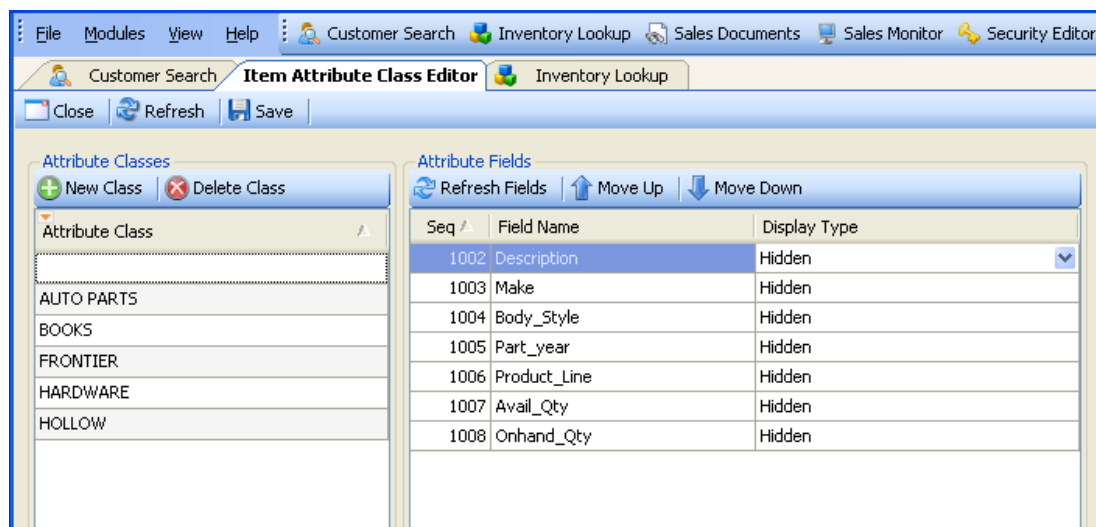 File Modules View Help Customer Search Inventory Lookup Sales Documents Sales Monitor Security Editor
Customer Search Item Attribute Class Editor Inventory Lookup
Close Refresh Save
Attribute Classes Attribute Fields
New Class Delete Class Refresh Fields Move Up Move Down
Attribute Class Seq Field Name Display Type
1002 Description Hidden
AUTO PARTS 1003 Make Hidden
BOOKS 1004 Body_Style Hidden
FRONTIER 1005 Part_year Hidden
HARDWARE 1006 Product_Line Hidden
HOLLOW 1007 Avail_Qty Hidden
1008 Onhand_Qty Hidden